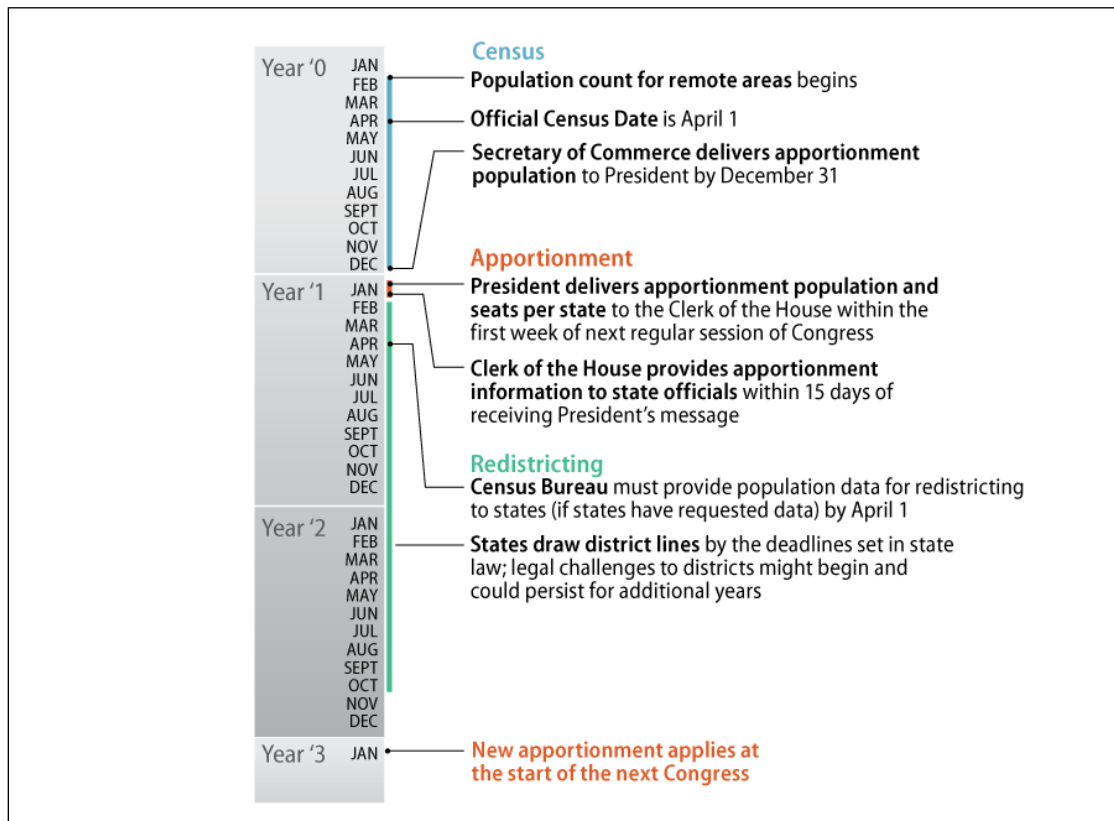 Year ‘0
JAN
FEB
MAR
APR
MAY
JUN
JUL
AUG
SEPT
OCT
NOV
DEC
Census
Population count for remote areas begins
Official Census Date is April 1
Secretary of Commerce delivers apportionment
population to President by December 31
Year ‘1
JAN
FEB
MAR
APR
MAY
JUN
JUL
AUG
SEPT
OCT
NOV
DEC
Apportionment
President delivers apportionment population and
seats per state to the Clerk of the House within the
first week of next regular session of Congress
Clerk of the House provides apportionment
information to state officials within 15 days of
receiving President’s message
Redistricting
Census Bureau must provide population data for redistricting
to states (if states have requested data) by April 1
Year ‘2
JAN
FEB
MAR
APR
MAY
JUN
JUL
AUG
SEPT
OCT
NOV
DEC
States draw district lines by the deadlines set in state
law; legal challenges to districts might begin and
could persist for additional years
Year ‘3
JAN
New apportionment applies at
the start of the next Congress